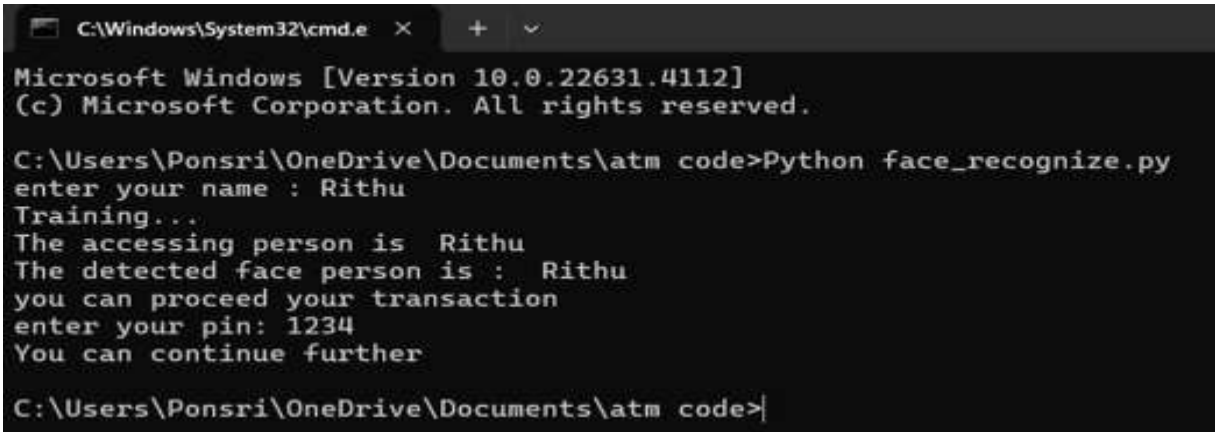 C:\Windows\System32\cmd.e
Microsoft Windows [Version 10.0.22631.4112]
(c) Microsoft Corporation. All rights reserved.
C:\Users\Ponsri\OneDrive\Documents\atm code>Python face_recognize.py
enter your name : Rithu
Training...
The accessing person is  Rithu
The detected face person is :  Rithu
you can proceed your transaction
enter your pin: 1234
You can continue further
C:\Users\Ponsri\OneDrive\Documents\atm code>